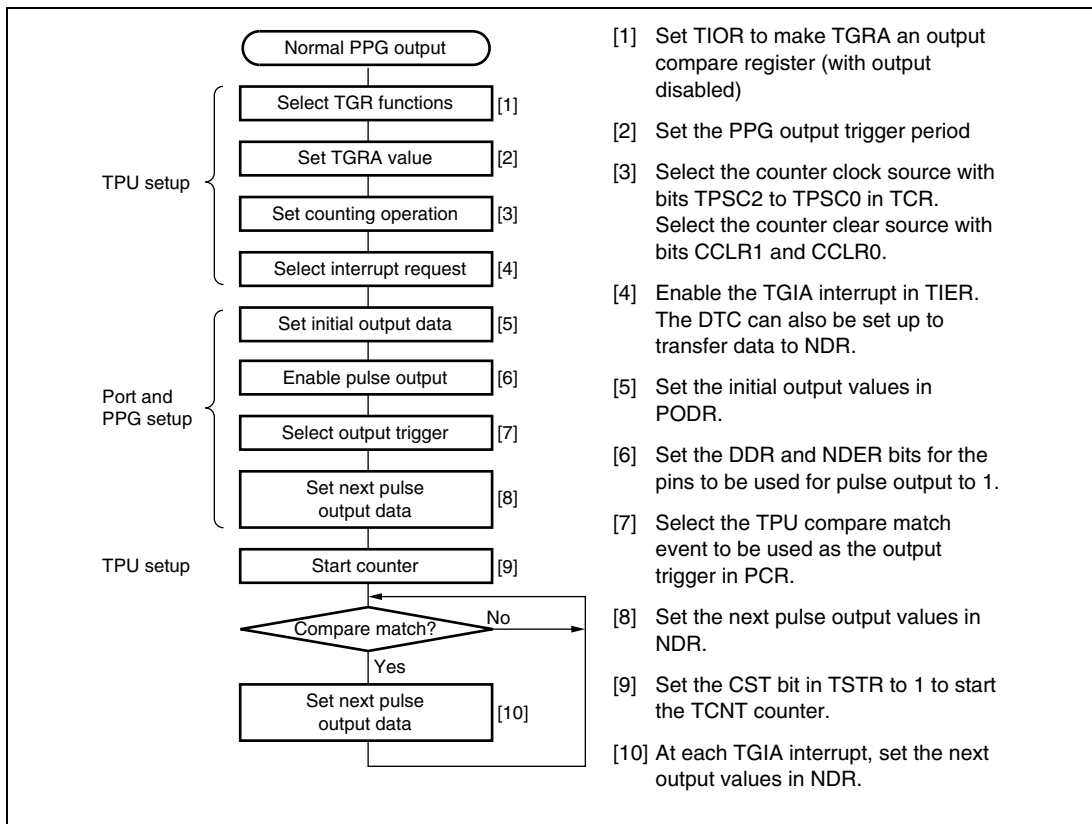 Normal PPG output
Select TGR functions [1]
Set TGRA value [2]
Set counting operation [3]
Select interrupt request [4]
TPU setup
Set initial output data [5]
Enable pulse output [6]
Select output trigger [7]
Set next pulse
output data [8]
Port and
PPG setup
TPU setup
Start counter [9]
Compare match?
No
Yes
Set next pulse
output data [10]
[1] Set TIOR to make TGRA an output
compare register (with output
disabled)
[2] Set the PPG output trigger period
[3] Select the counter clock source with
bits TPSC2 to TPSC0 in TCR.
Select the counter clear source with
bits CCLR1 and CCLR0.
[4] Enable the TGIA interrupt in TIER.
The DTC can also be set up to
transfer data to NDR.
[5] Set the initial output values in
PODR.
[6] Set the DDR and NDER bits for the
pins to be used for pulse output to 1.
[7] Select the TPU compare match
event to be used as the output
trigger in PCR.
[8] Set the next pulse output values in
NDR.
[9] Set the CST bit in TSTR to 1 to start
the TCNT counter.
[10] At each TGIA interrupt, set the next
output values in NDR.